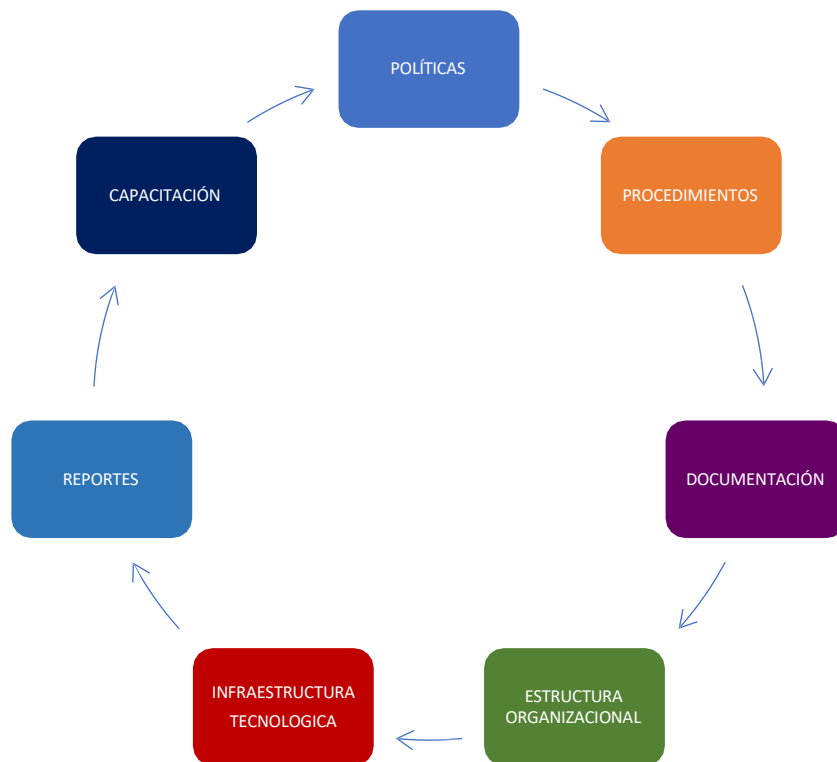 POLÍTICAS
PROCEDIMIENTOS
DOCUMENTACIÓN
ESTRUCTURA
ORGANIZACIONAL
INFRAESTRUCTURA
TECNOLOGICA
REPORTES
CAPACITACIÓN